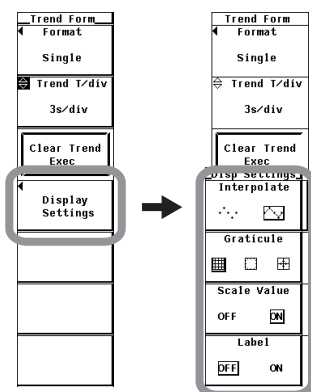 Trend Form
Format
Single
Trend T/div
3s/div
Clear Trend
Exec
Display
Settings
Trend Form
Format
Single
Trend T/div
3s/div
Clear Trend
Exec
Disp Settings
Interpolate
Graticule
Scale Value
OFF ON
Label
OFF ON